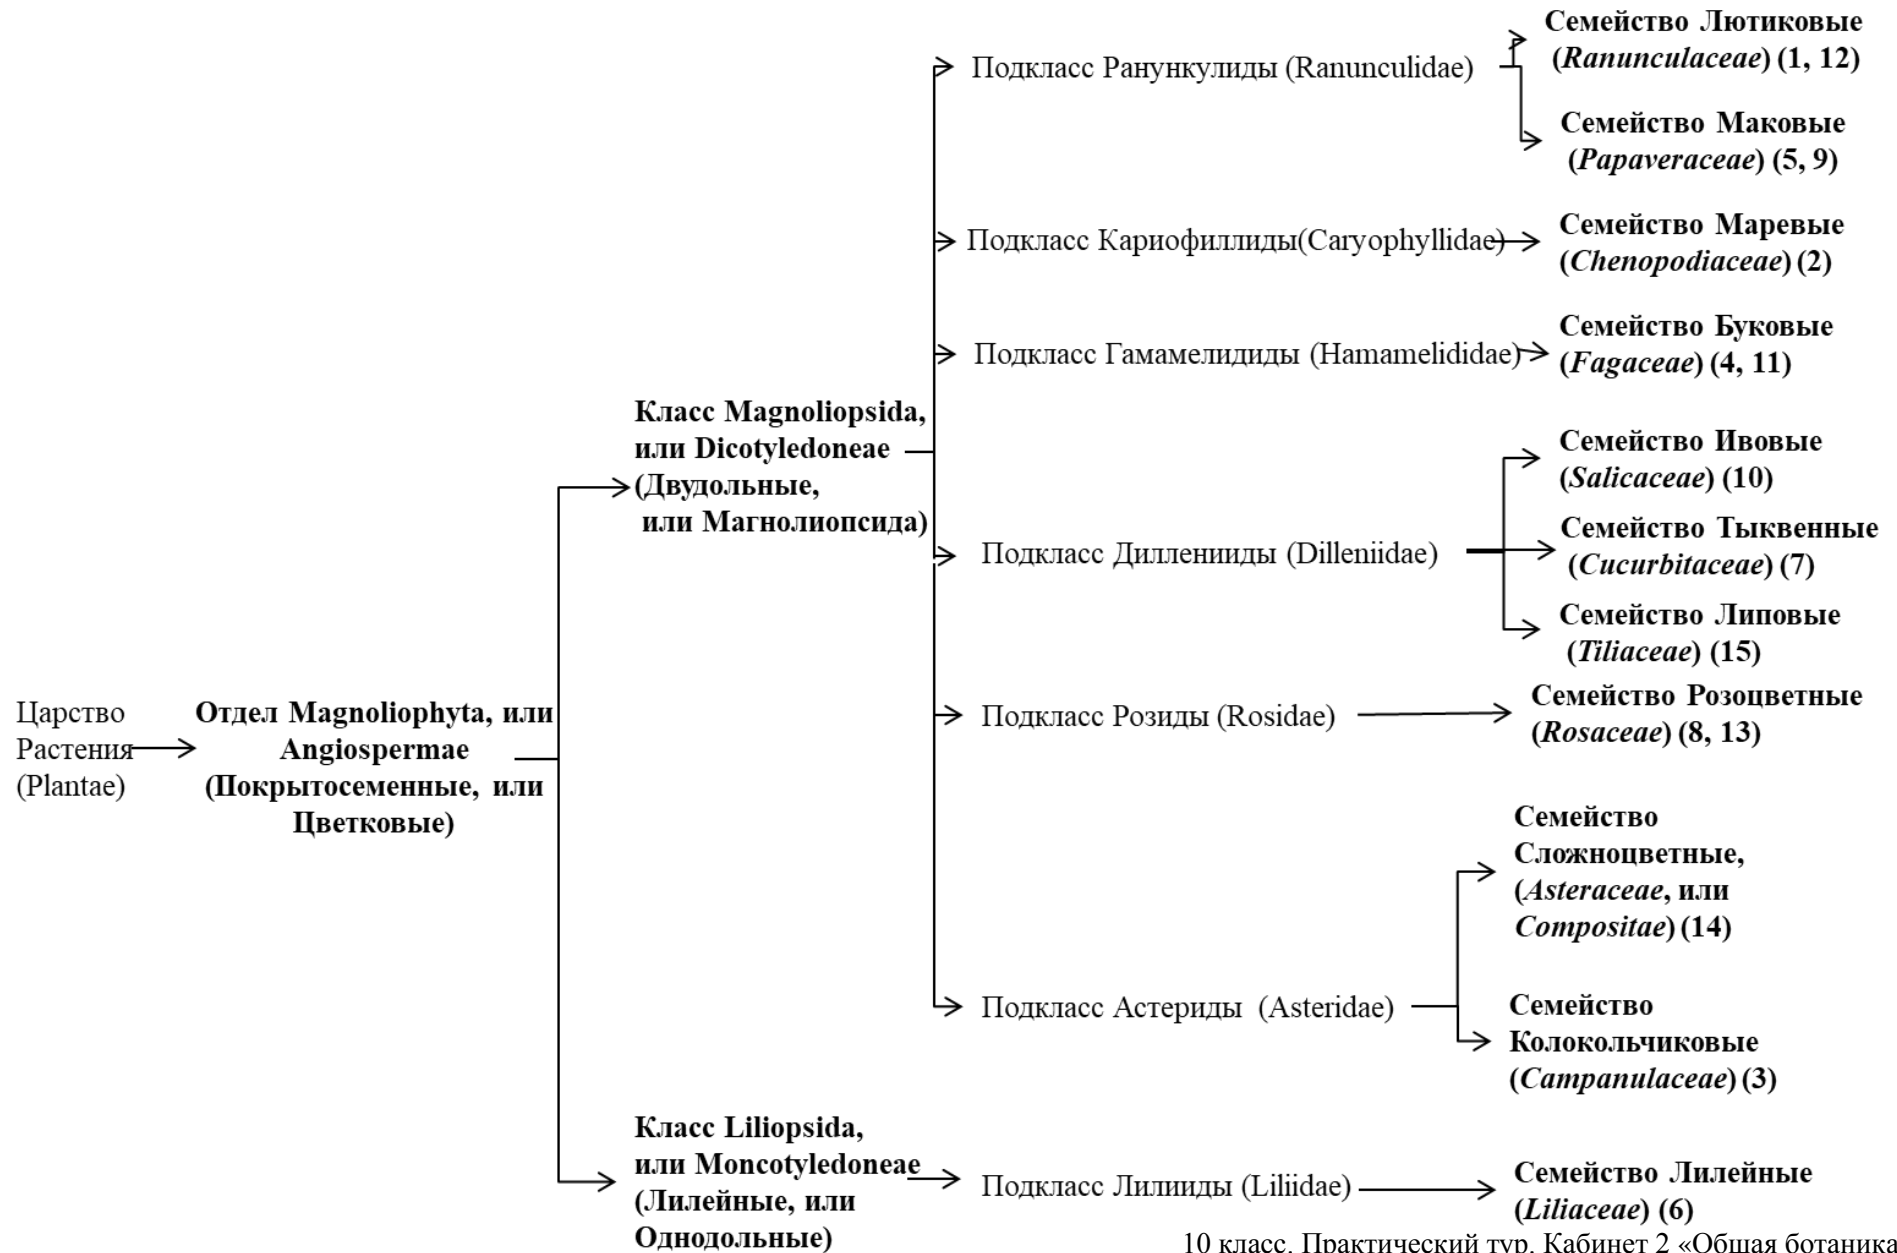 Царство
Растения
(Plantae)
Отдел Magnoliophyta, или
Angiospermae
(Покрытосеменные, или
Цветковые)
Класс Magnoliopsida,
или Dicotyledoneae
(Двудольные,
или Магнолиопсида)
Подкласс Ранункулиды (Ranunculidae)
Семейство Лютиковые
(Ranunculaceae) (1, 12)
Семейство Маковые
(Papaveraceae) (5, 9)
Подкласс Кариофиллиды(Caryophyllidae)
Семейство Маревые
(Chenopodiaceae) (2)
Подкласс Гамамелидиды (Hamamelididae)
Семейство Буковые
(Fagaceae) (4, 11)
Подкласс Диллениды (Dilleniidae)
Семейство Ивовые
(Salicaceae) (10)
Семейство Тыквенные
(Cucurbitaceae) (7)
Семейство Липовые
(Tiliaceae) (15)
Подкласс Розиды (Rosidae)
Семейство Розоцветные
(Rosaceae) (8, 13)
Подкласс Астериды (Asteridae)
Семейство
Сложноцветные,
(Asteraceae, или
Compositae) (14)
Семейство
Колокольчиковые
(Campanulaceae) (3)
Класс Liliopsida,
или Moncotyledoneae
(Лилейные, или
Однодольные)
Подкласс Лилииды (Liliidae)
Семейство Лилейные
(Liliaceae) (6)
10 класс. Практический тур. Кабинет 2 «Общая ботаника